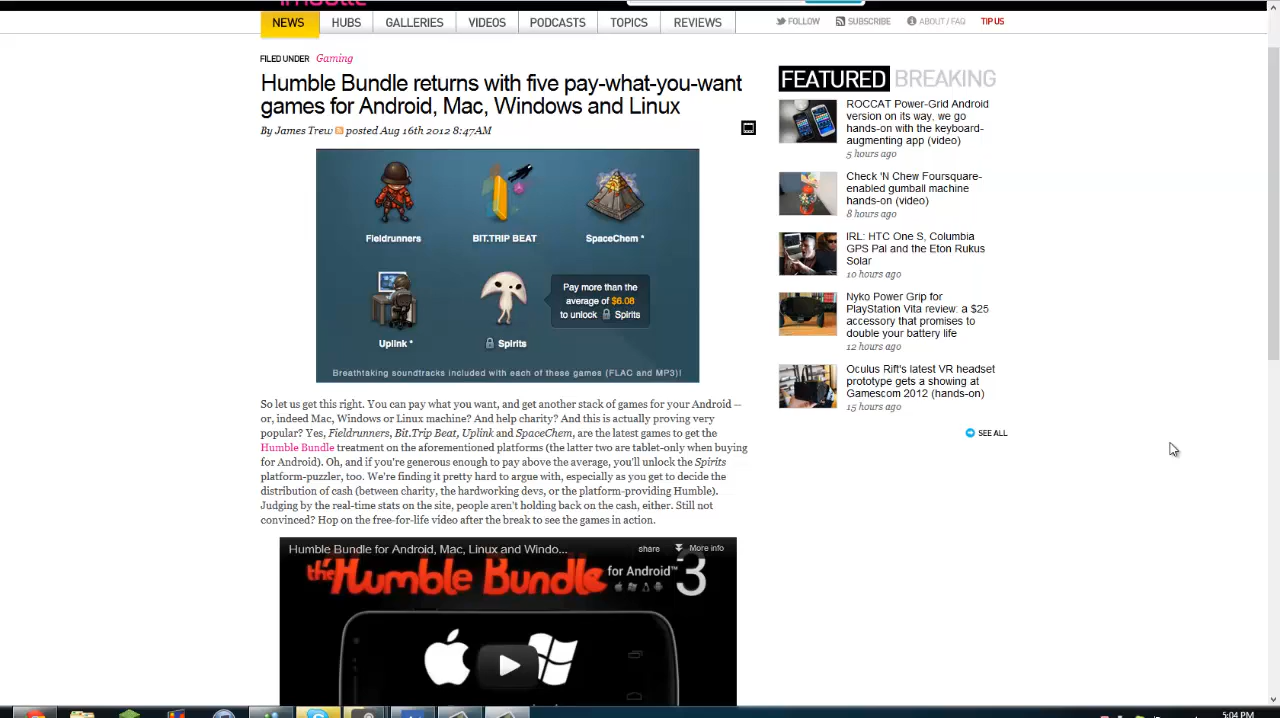 NEWS HUBS GALLERIES VIDEOS PODCASTS TOPICS REVIEWS FOLLOW SUBSCRIBE ABOUT / FAQ TIP US
FILED UNDER Gaming
Humble Bundle returns with five pay-what-you-want
games for Android, Mac, Windows and Linux
By James Trew posted Aug 16th 2012 8:47AM
Fieldrunners BIT.TRIP BEAT SpaceChem *
Pay more than the
average of $6.08
to unlock Spirits
Uplink * Spirits
Breathtaking soundtracks included with each of these games (FLAC and MP3)!
So let us get this right. You can pay what you want, and get another stack of games for your Android --
or, indeed Mac, Windows or Linux machine? And help charity? And this is actually proving very
popular? Yes, Fieldrunners, Bit.Trip Beat, Uplink and SpaceChem, are the latest games to get the
Humble Bundle treatment on the aforementioned platforms (the latter two are tablet-only when buying
for Android). Oh, and if you're generous enough to pay above the average, you'll unlock the Spirits
platform-puzzler, too. We're finding it pretty hard to argue with, especially as you get to decide the
distribution of cash (between charity, the hardworking devs, or the platform-providing Humble).
Judging by the real-time stats on the site, people aren't holding back on the cash, either. Still not
convinced? Hop on the free-for-life video after the break to see the games in action.
Humble Bundle for Android, Mac, Linux and Windo... share More info
the Humble Bundle for Android™ 3
FEATURED BREAKING
ROCCAT Power-Grid Android
version on its way, we go
hands-on with the keyboard-
augmenting app (video)
5 hours ago
Check 'N Chew Foursquare-
enabled gumball machine
hands-on (video)
8 hours ago
IRL: HTC One S, Columbia
GPS Pal and the Eton Rukus
Solar
10 hours ago
Nyko Power Grip for
PlayStation Vita review: a $25
accessory that promises to
double your battery life
12 hours ago
Oculus Rift's latest VR headset
prototype gets a showing at
Gamescom 2012 (hands-on)
15 hours ago
SEE ALL
5:04 PM